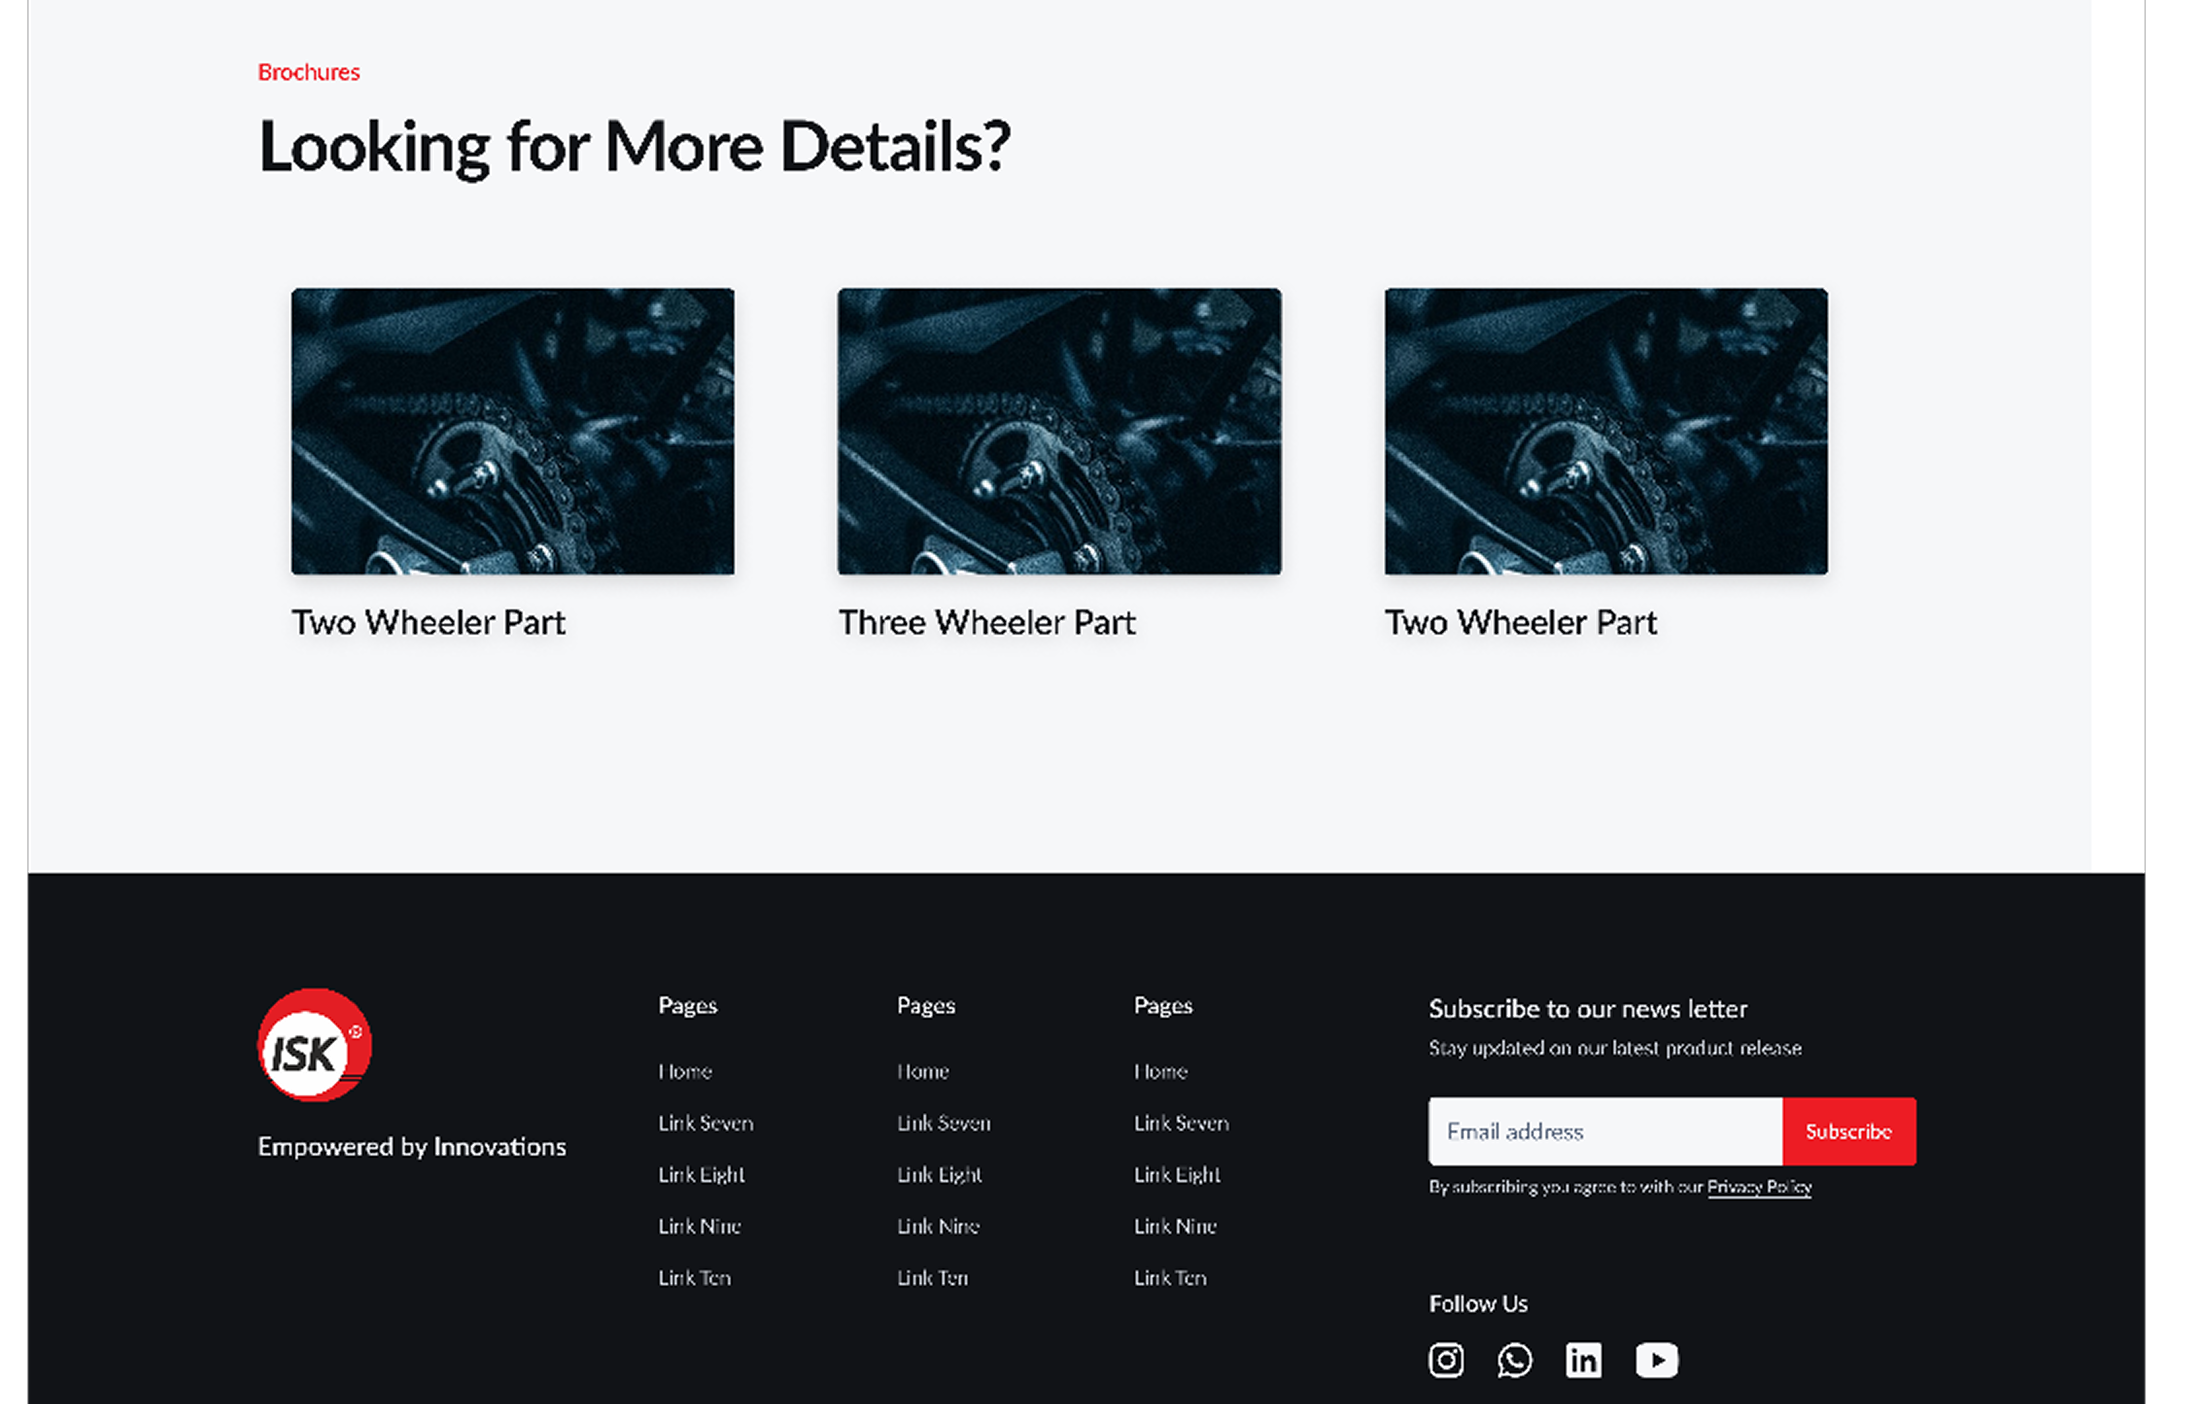 Brochures
Looking for More Details?
Two Wheeler Part
Three Wheeler Part
Two Wheeler Part
ISK®
Empowered by Innovations
Pages
Home
Link Seven
Link Eight
Link Nine
Link Ten
Pages
Home
Link Seven
Link Eight
Link Nine
Link Ten
Pages
Home
Link Seven
Link Eight
Link Nine
Link Ten
Subscribe to our news letter
Stay updated on our latest product release
Email address
Subscribe
By subscribing you agree to with our Privacy Policy
Follow Us
in